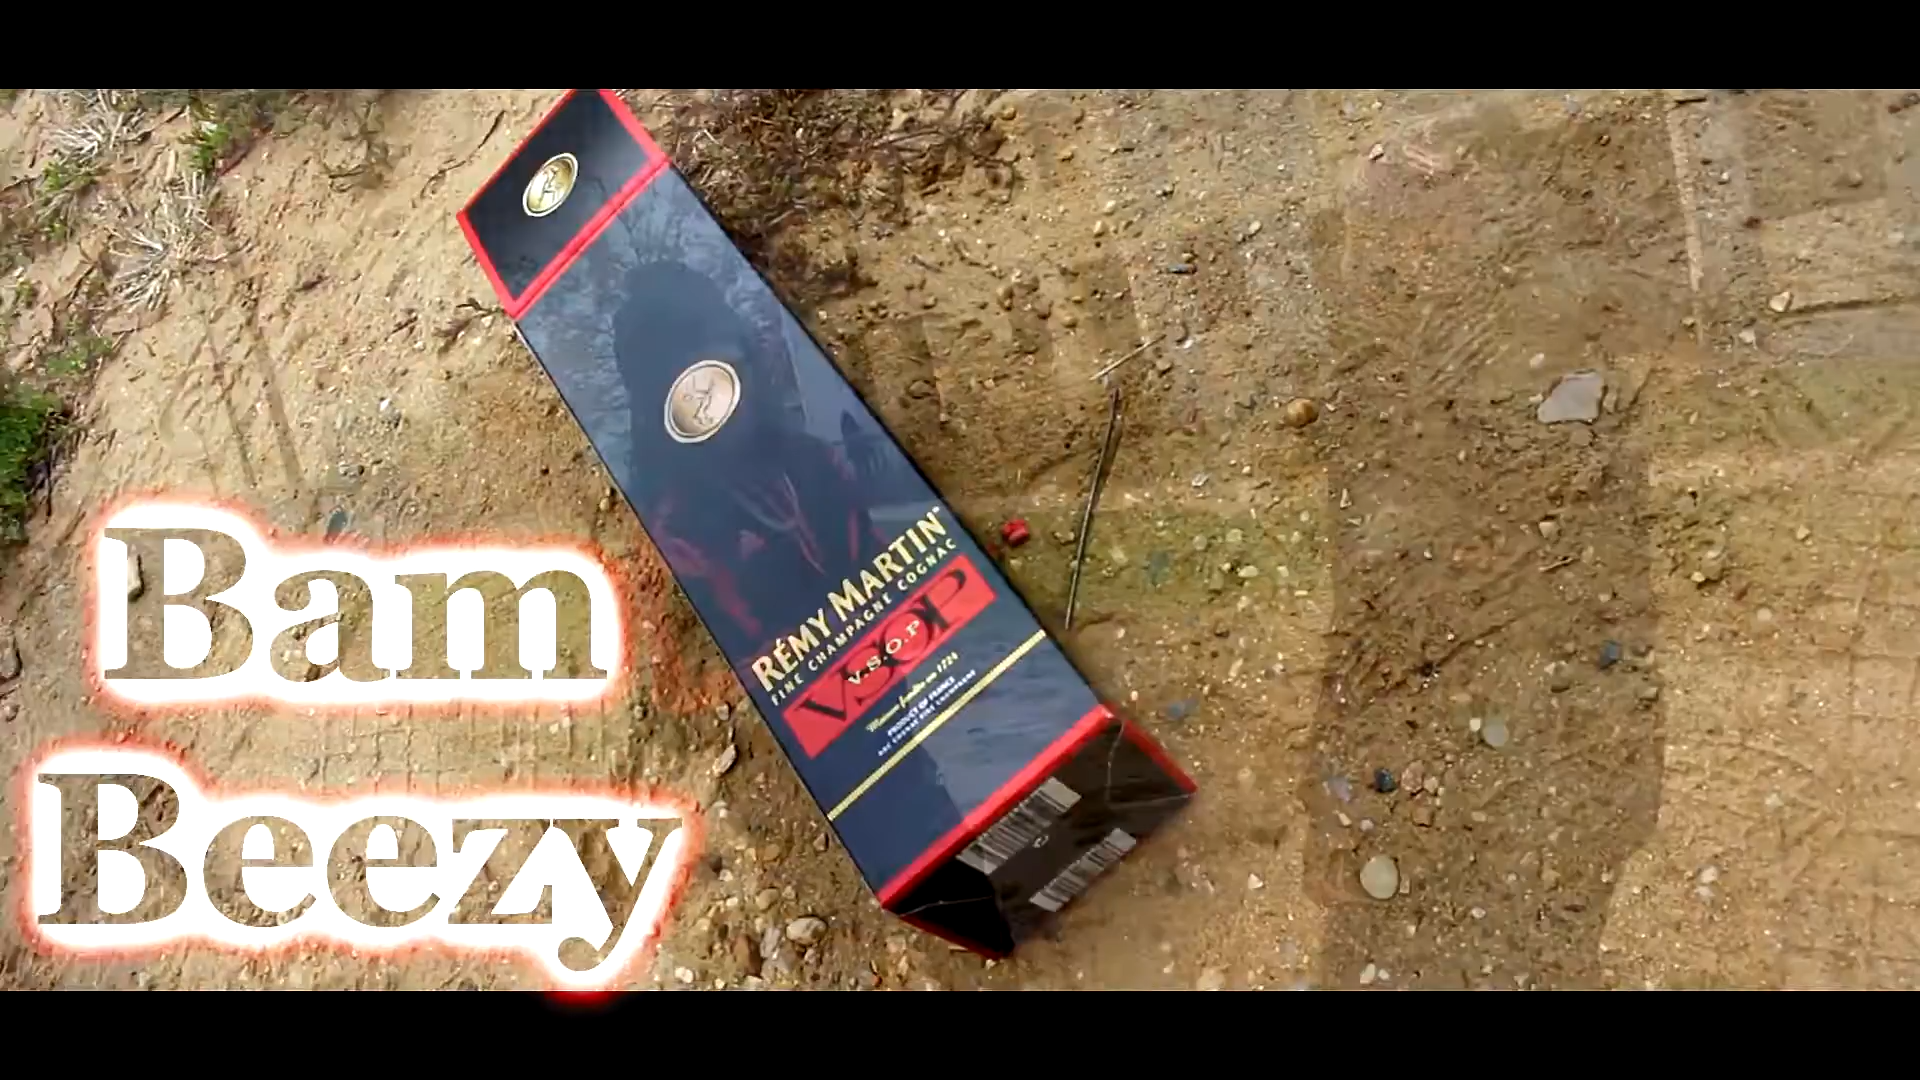 RÉMY MARTIN
FINE CHAMPAGNE COGNAC
VSOP
V.S.O.P
PRODUCT OF FRANCE
Bam
Beezy